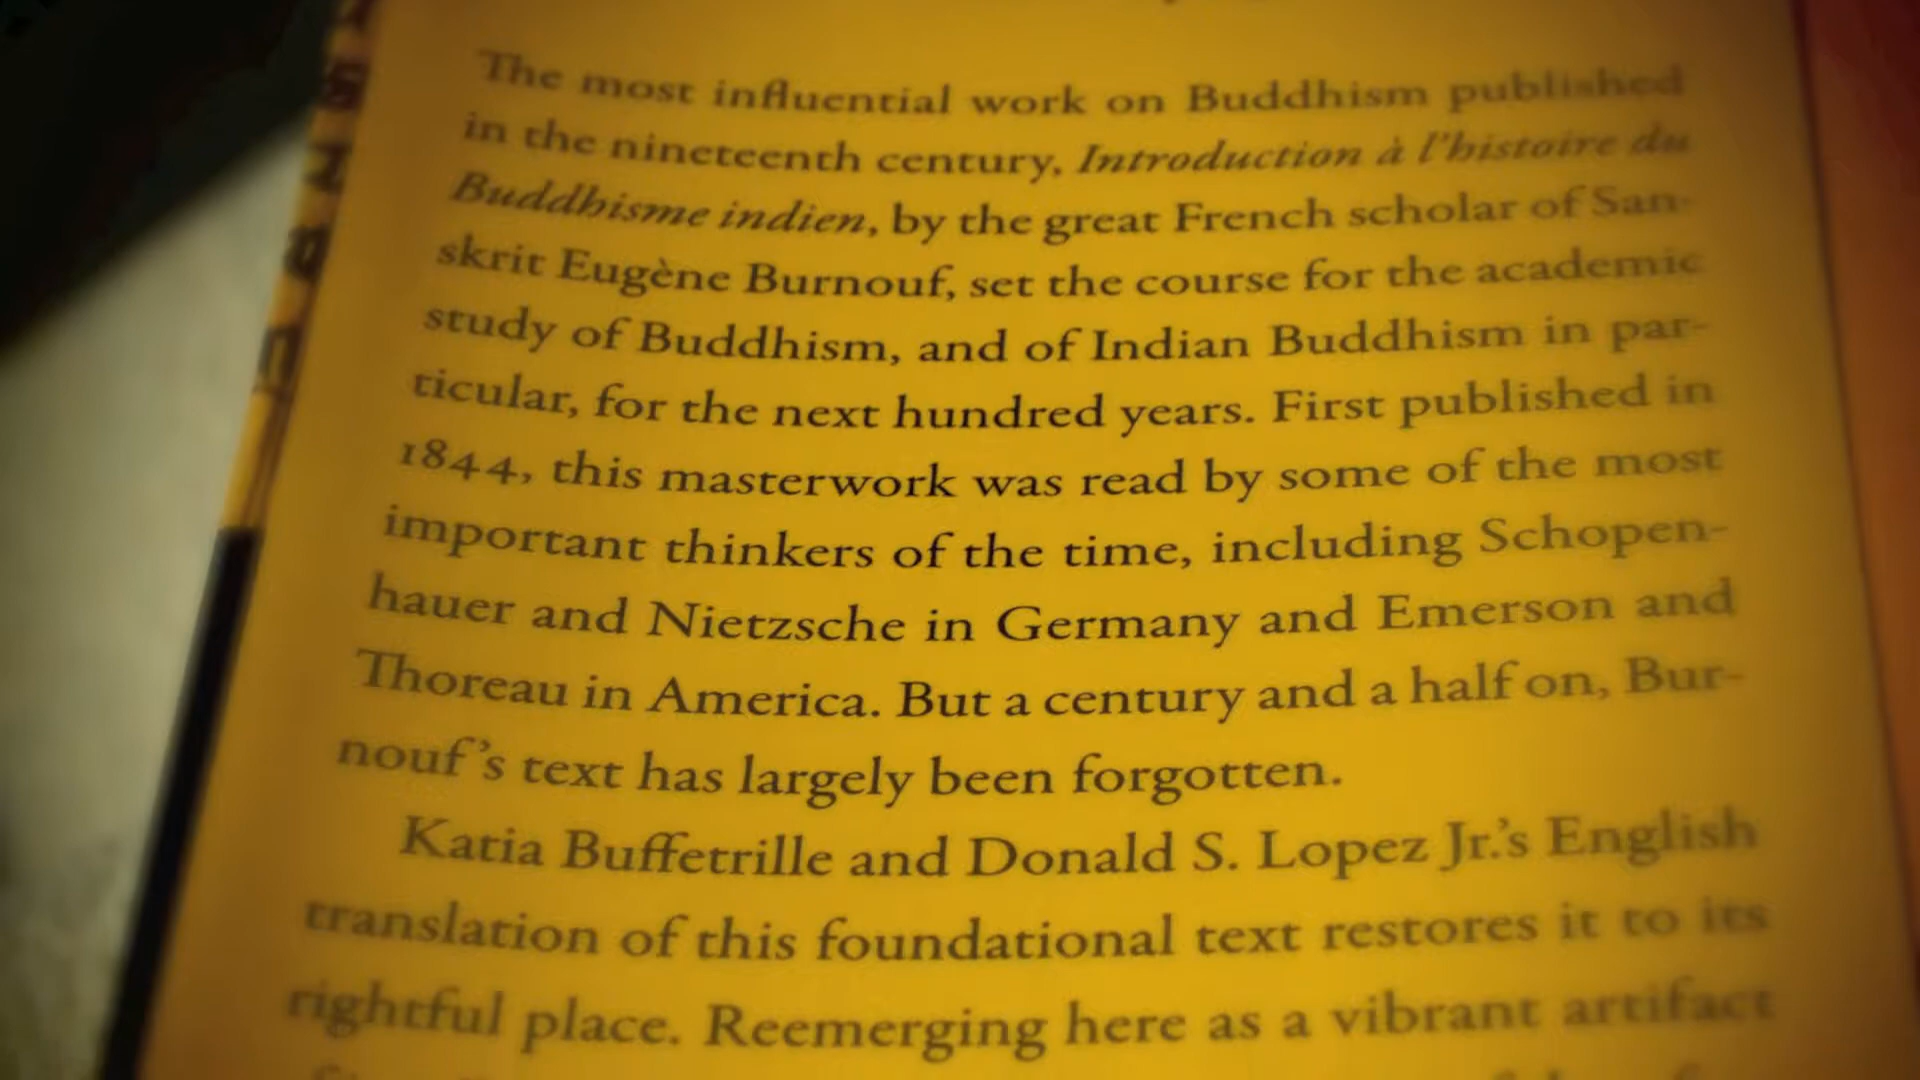 The most influential work on Buddhism published
in the nineteenth century, Introduction à l'histoire du
Buddhisme indien, by the great French scholar of San-
skrit Eugène Burnouf, set the course for the academic
study of Buddhism, and of Indian Buddhism in par-
ticular, for the next hundred years. First published in
1844, this masterwork was read by some of the most
important thinkers of the time, including Schopen-
hauer and Nietzsche in Germany and Emerson and
Thoreau in America. But a century and a half on, Bur-
nouf's text has largely been forgotten.
Katia Buffetrille and Donald S. Lopez Jr.'s English
translation of this foundational text restores it to its
rightful place. Reemerging here as a vibrant artifact